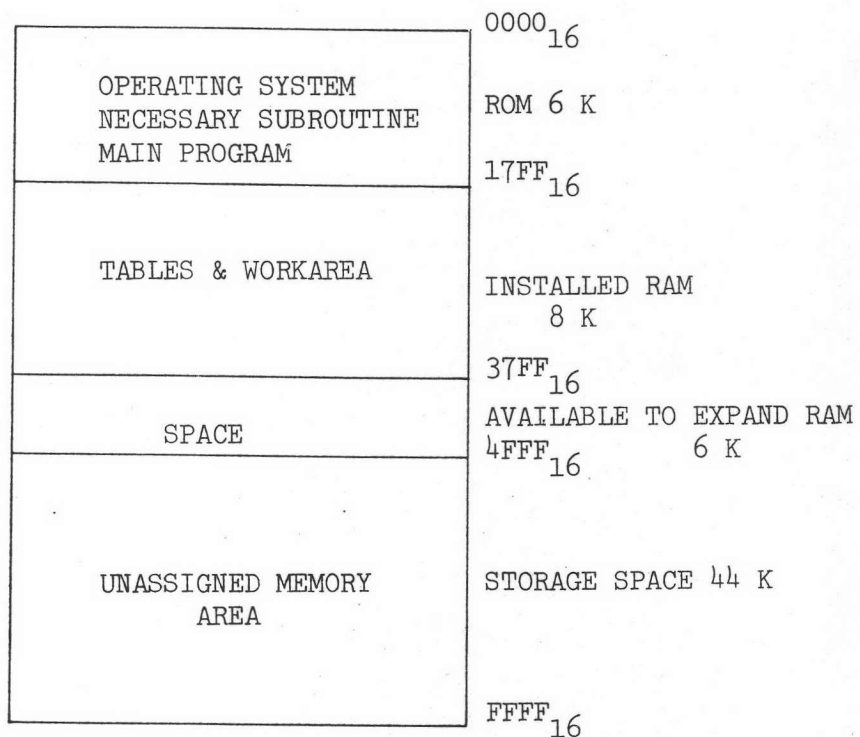 0000₁₆
OPERATING SYSTEM
NECESSARY SUBROUTINE
MAIN PROGRAM
ROM 6 K
17FF₁₆
TABLES & WORKAREA
INSTALLED RAM
8 K
37FF₁₆
SPACE
AVAILABLE TO EXPAND RAM
4FFF₁₆ 6 K
UNASSIGNED MEMORY
AREA
STORAGE SPACE 44 K
FFFF₁₆